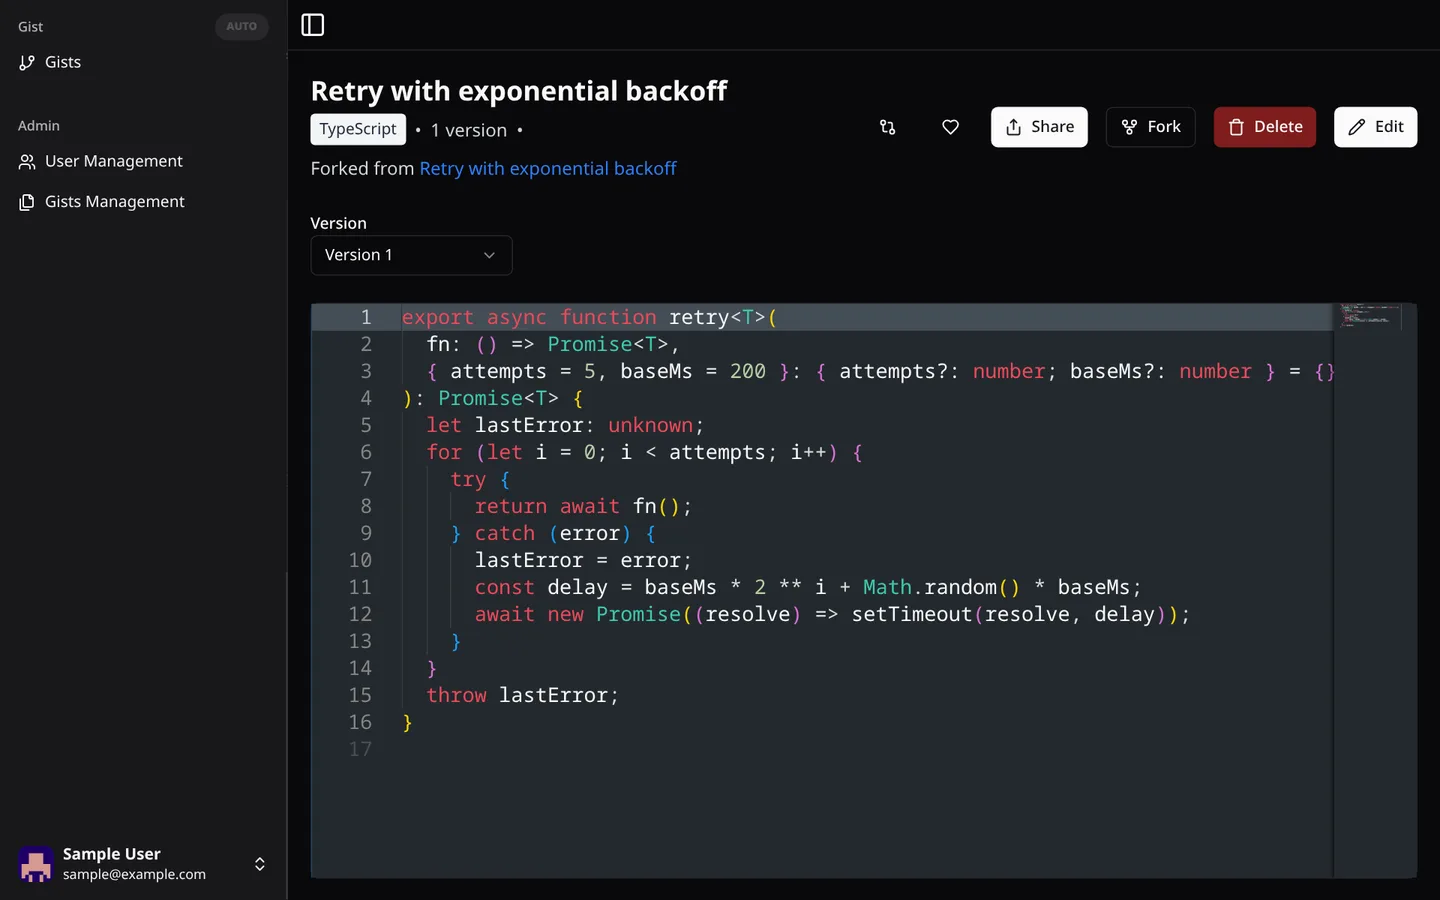 Gist
AUTO
Gists
Admin
User Management
Gists Management
Sample User
sample@example.com
Retry with exponential backoff
TypeScript • 1 version •
Forked from Retry with exponential backoff
Share
Fork
Delete
Edit
Version
Version 1
1 export async function retry<T>(
2 fn: () => Promise<T>,
3 { attempts = 5, baseMs = 200 }: { attempts?: number; baseMs?: number } = {}
4 ): Promise<T> {
5 let lastError: unknown;
6 for (let i = 0; i < attempts; i++) {
7 try {
8 return await fn();
9 } catch (error) {
10 lastError = error;
11 const delay = baseMs * 2 ** i + Math.random() * baseMs;
12 await new Promise((resolve) => setTimeout(resolve, delay));
13 }
14 }
15 throw lastError;
16 }
17